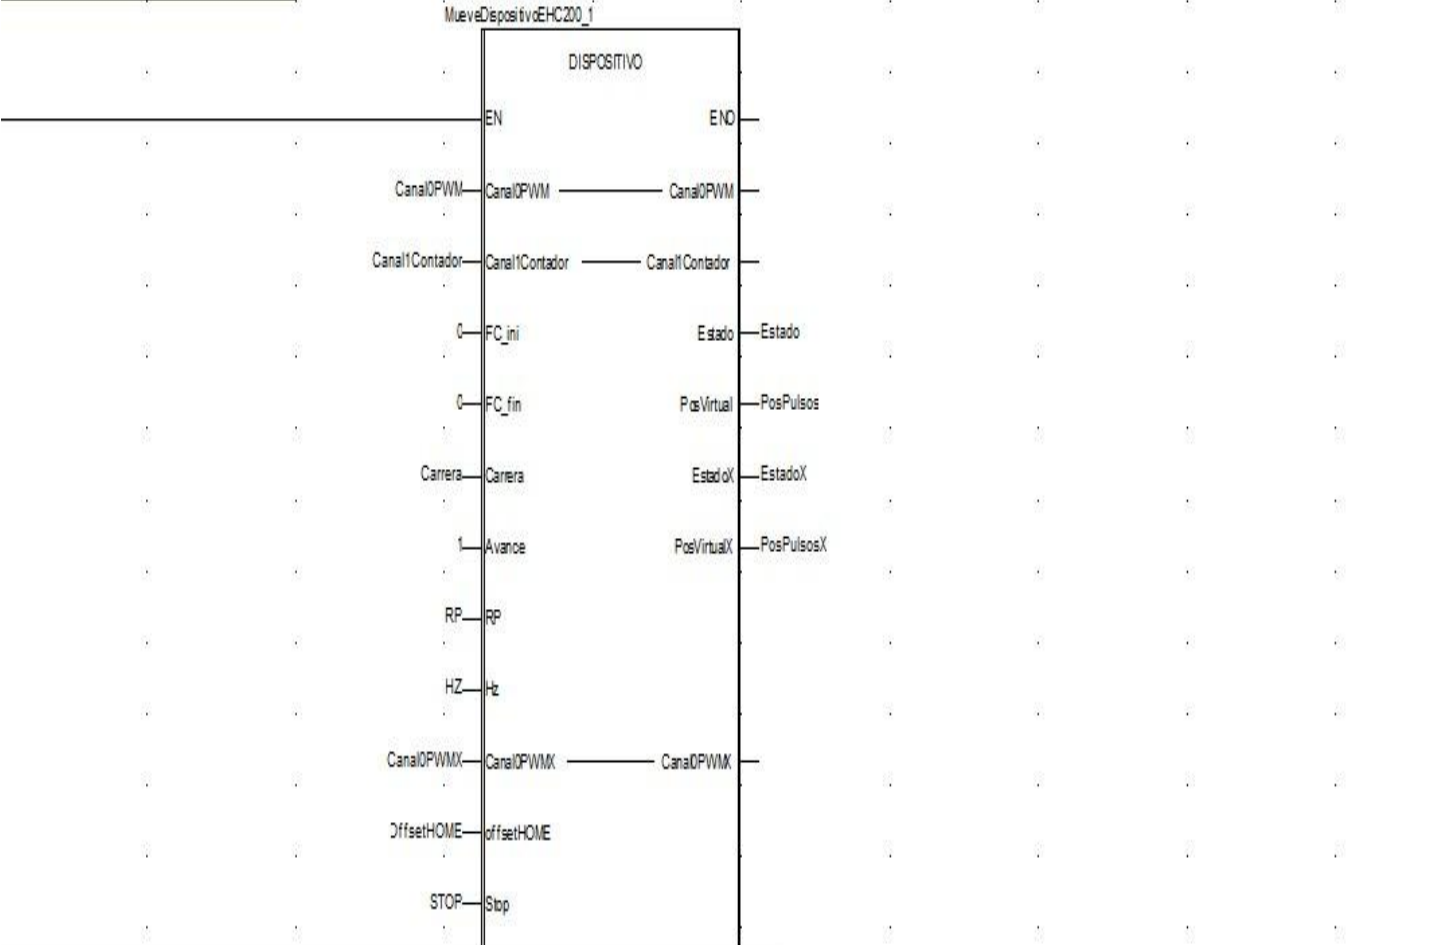 MueveDispositivoEHC200_1
DISPOSITIVO
EN ENO
Canal0PWM Canal0PWM Canal0PWM
Canal1Contador Canal1Contador Canal1Contador
0 FC_ini Estado Estado
0 FC_fin PosVirtual PosPulsos
Carrera Carrera EstadoX EstadoX
1 Avance PosVirtualX PosPulsosX
RP RP
HZ Hz
Canal0PWMX Canal0PWMX Canal0PWMX
OffsetHOME offsetHOME
STOP Stop